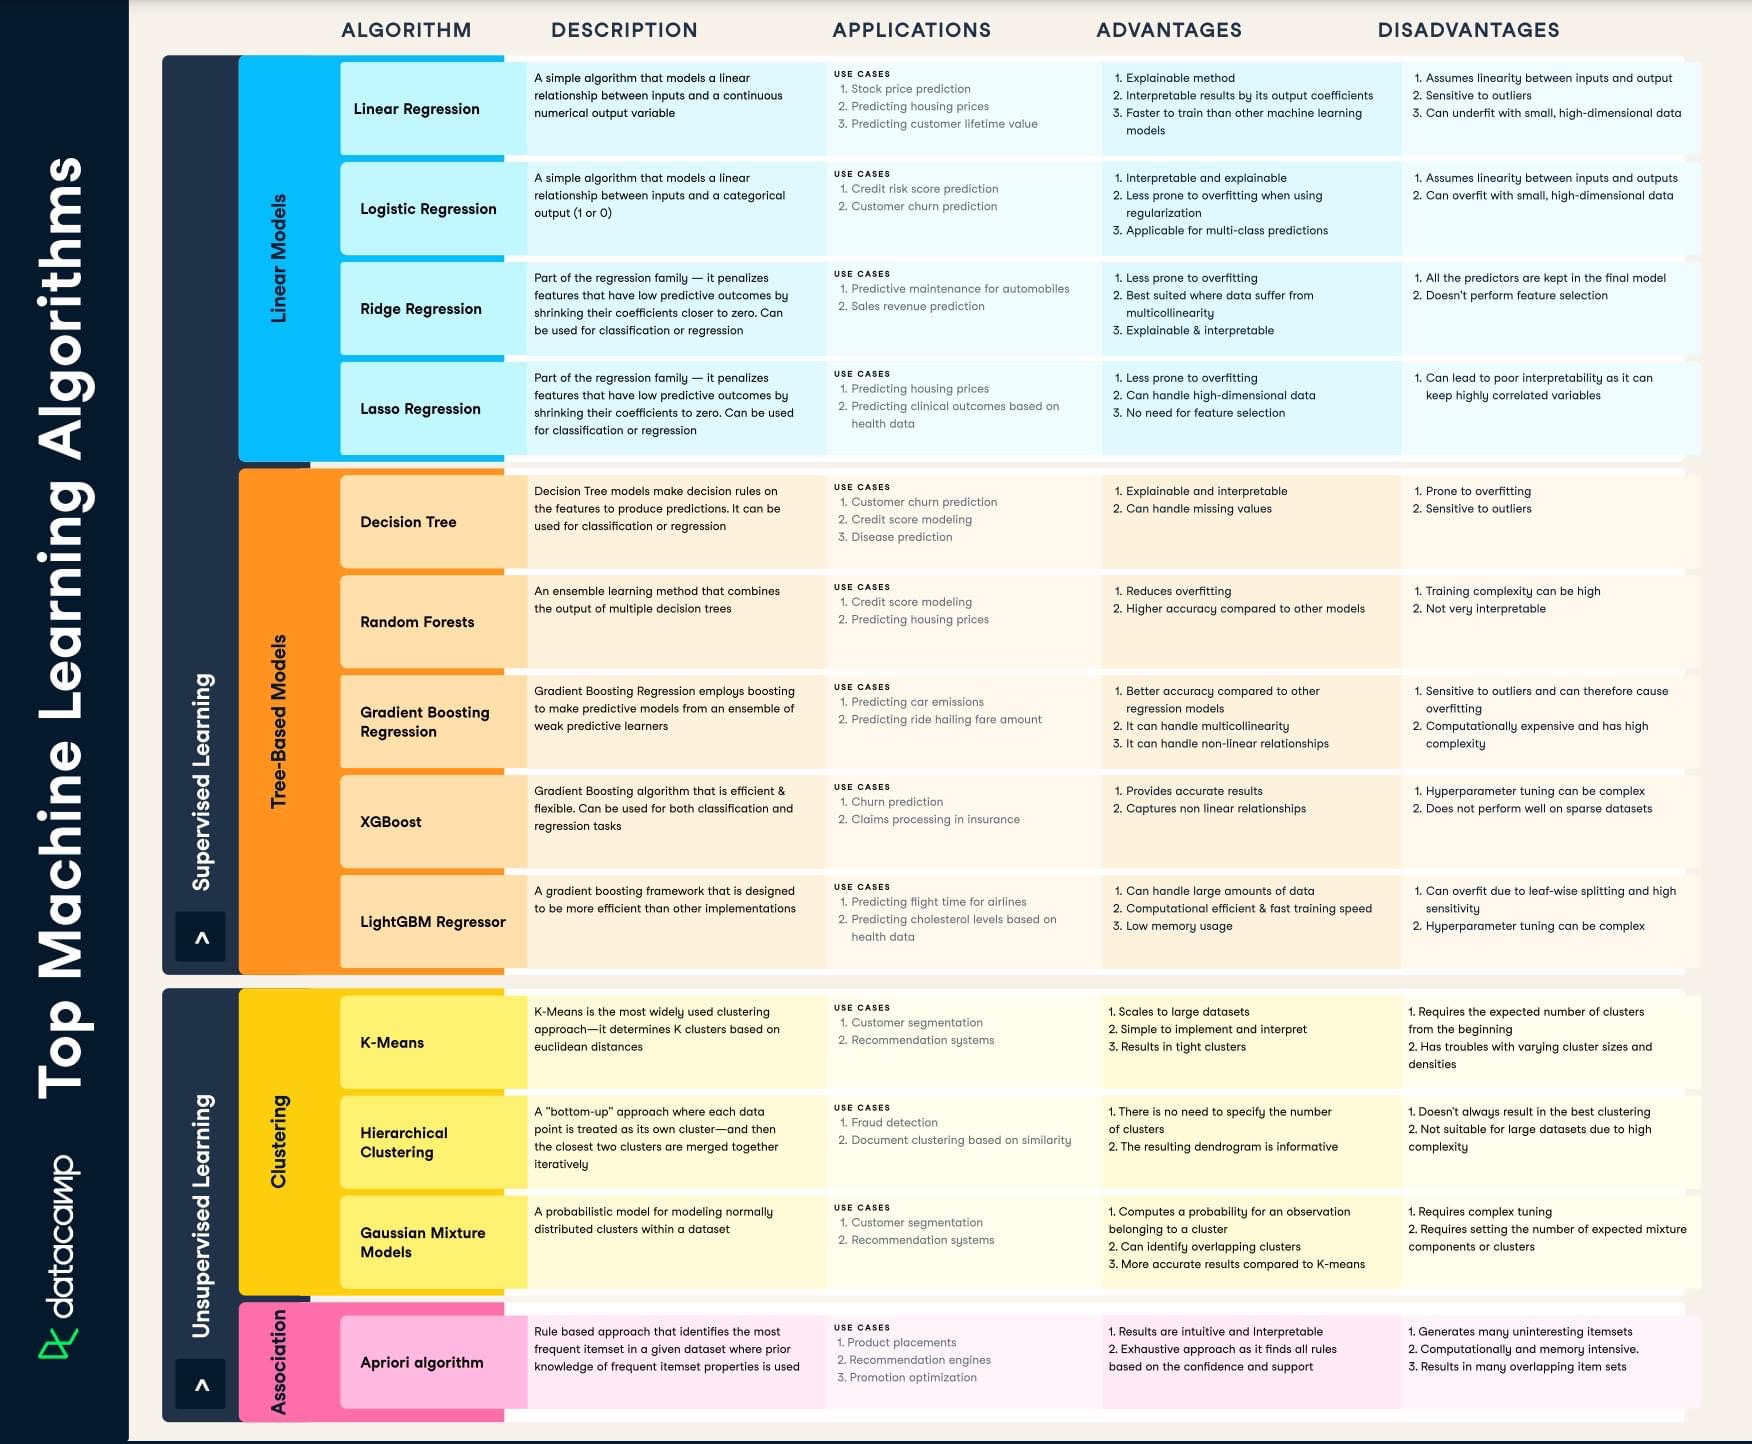 Top Machine Learning Algorithms
datacamp
ALGORITHM
DESCRIPTION
APPLICATIONS
ADVANTAGES
DISADVANTAGES
Supervised Learning
>
Linear Models
Linear Regression
A simple algorithm that models a linear
relationship between inputs and a continuous
numerical output variable
USE CASES
1. Stock price prediction
2. Predicting housing prices
3. Predicting customer lifetime value
1. Explainable method
2. Interpretable results by its output coefficients
3. Faster to train than other machine learning
models
1. Assumes linearity between inputs and output
2. Sensitive to outliers
3. Can underfit with small, high-dimensional data
Logistic Regression
A simple algorithm that models a linear
relationship between inputs and a categorical
output (1 or 0)
USE CASES
1. Credit risk score prediction
2. Customer churn prediction
1. Interpretable and explainable
2. Less prone to overfitting when using
regularization
3. Applicable for multi-class predictions
1. Assumes linearity between inputs and outputs
2. Can overfit with small, high-dimensional data
Ridge Regression
Part of the regression family — it penalizes
features that have low predictive outcomes by
shrinking their coefficients closer to zero. Can
be used for classification or regression
USE CASES
1. Predictive maintenance for automobiles
2. Sales revenue prediction
1. Less prone to overfitting
2. Best suited where data suffer from
multicollinearity
3. Explainable & interpretable
1. All the predictors are kept in the final model
2. Doesn't perform feature selection
Lasso Regression
Part of the regression family — it penalizes
features that have low predictive outcomes by
shrinking their coefficients to zero. Can be used
for classification or regression
USE CASES
1. Predicting housing prices
2. Predicting clinical outcomes based on
health data
1. Less prone to overfitting
2. Can handle high-dimensional data
3. No need for feature selection
1. Can lead to poor interpretability as it can
keep highly correlated variables
Tree-Based Models
Decision Tree
Decision Tree models make decision rules on
the features to produce predictions. It can be
used for classification or regression
USE CASES
1. Customer churn prediction
2. Credit score modeling
3. Disease prediction
1. Explainable and interpretable
2. Can handle missing values
1. Prone to overfitting
2. Sensitive to outliers
Random Forests
An ensemble learning method that combines
the output of multiple decision trees
USE CASES
1. Credit score modeling
2. Predicting housing prices
1. Reduces overfitting
2. Higher accuracy compared to other models
1. Training complexity can be high
2. Not very interpretable
Gradient Boosting
Regression
Gradient Boosting Regression employs boosting
to make predictive models from an ensemble of
weak predictive learners
USE CASES
1. Predicting car emissions
2. Predicting ride hailing fare amount
1. Better accuracy compared to other
regression models
2. It can handle multicollinearity
3. It can handle non-linear relationships
1. Sensitive to outliers and can therefore cause
overfitting
2. Computationally expensive and has high
complexity
XGBoost
Gradient Boosting algorithm that is efficient &
flexible. Can be used for both classification and
regression tasks
USE CASES
1. Churn prediction
2. Claims processing in insurance
1. Provides accurate results
2. Captures non linear relationships
1. Hyperparameter tuning can be complex
2. Does not perform well on sparse datasets
LightGBM Regressor
A gradient boosting framework that is designed
to be more efficient than other implementations
USE CASES
1. Predicting flight time for airlines
2. Predicting cholesterol levels based on
health data
1. Can handle large amounts of data
2. Computational efficient & fast training speed
3. Low memory usage
1. Can overfit due to leaf-wise splitting and high
sensitivity
2. Hyperparameter tuning can be complex
Unsupervised Learning
>
Clustering
K-Means
K-Means is the most widely used clustering
approach—it determines K clusters based on
euclidean distances
USE CASES
1. Customer segmentation
2. Recommendation systems
1. Scales to large datasets
2. Simple to implement and interpret
3. Results in tight clusters
1. Requires the expected number of clusters
from the beginning
2. Has troubles with varying cluster sizes and
densities
Hierarchical
Clustering
A "bottom-up" approach where each data
point is treated as its own cluster—and then
the closest two clusters are merged together
iteratively
USE CASES
1. Fraud detection
2. Document clustering based on similarity
1. There is no need to specify the number
of clusters
2. The resulting dendrogram is informative
1. Doesn't always result in the best clustering
2. Not suitable for large datasets due to high
complexity
Gaussian Mixture
Models
A probabilistic model for modeling normally
distributed clusters within a dataset
USE CASES
1. Customer segmentation
2. Recommendation systems
1. Computes a probability for an observation
belonging to a cluster
2. Can identify overlapping clusters
3. More accurate results compared to K-means
1. Requires complex tuning
2. Requires setting the number of expected mixture
components or clusters
Association
Apriori algorithm
Rule based approach that identifies the most
frequent itemset in a given dataset where prior
knowledge of frequent itemset properties is used
USE CASES
1. Product placements
2. Recommendation engines
3. Promotion optimization
1. Results are intuitive and Interpretable
2. Exhaustive approach as it finds all rules
based on the confidence and support
1. Generates many uninteresting itemsets
2. Computationally and memory intensive.
3. Results in many overlapping item sets